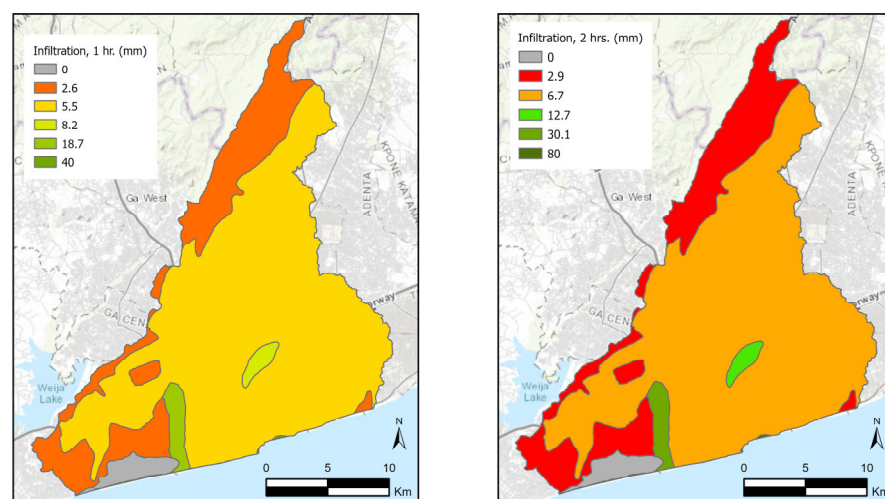 Infiltration, 1 hr. (mm)
0
2.6
5.5
8.2
18.7
40
Ga West
ADENTA
KPONE KATAMA
GA CEN
Weija
Lake
N
0 5 10
Km
Infiltration, 2 hrs. (mm)
0
2.9
6.7
12.7
30.1
80
Ga West
ADENTA
KPONE KATAMA
erway
GA CEN
Weija
Lake
N
0 5 10
Km